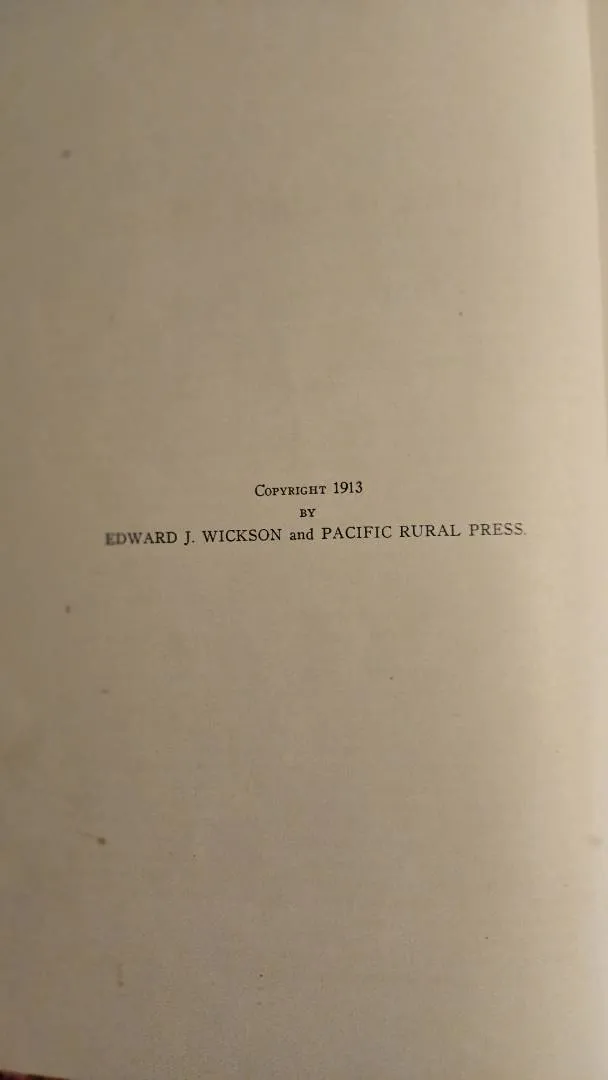 COPYRIGHT 1913
BY
EDWARD J. WICKSON and PACIFIC RURAL PRESS.